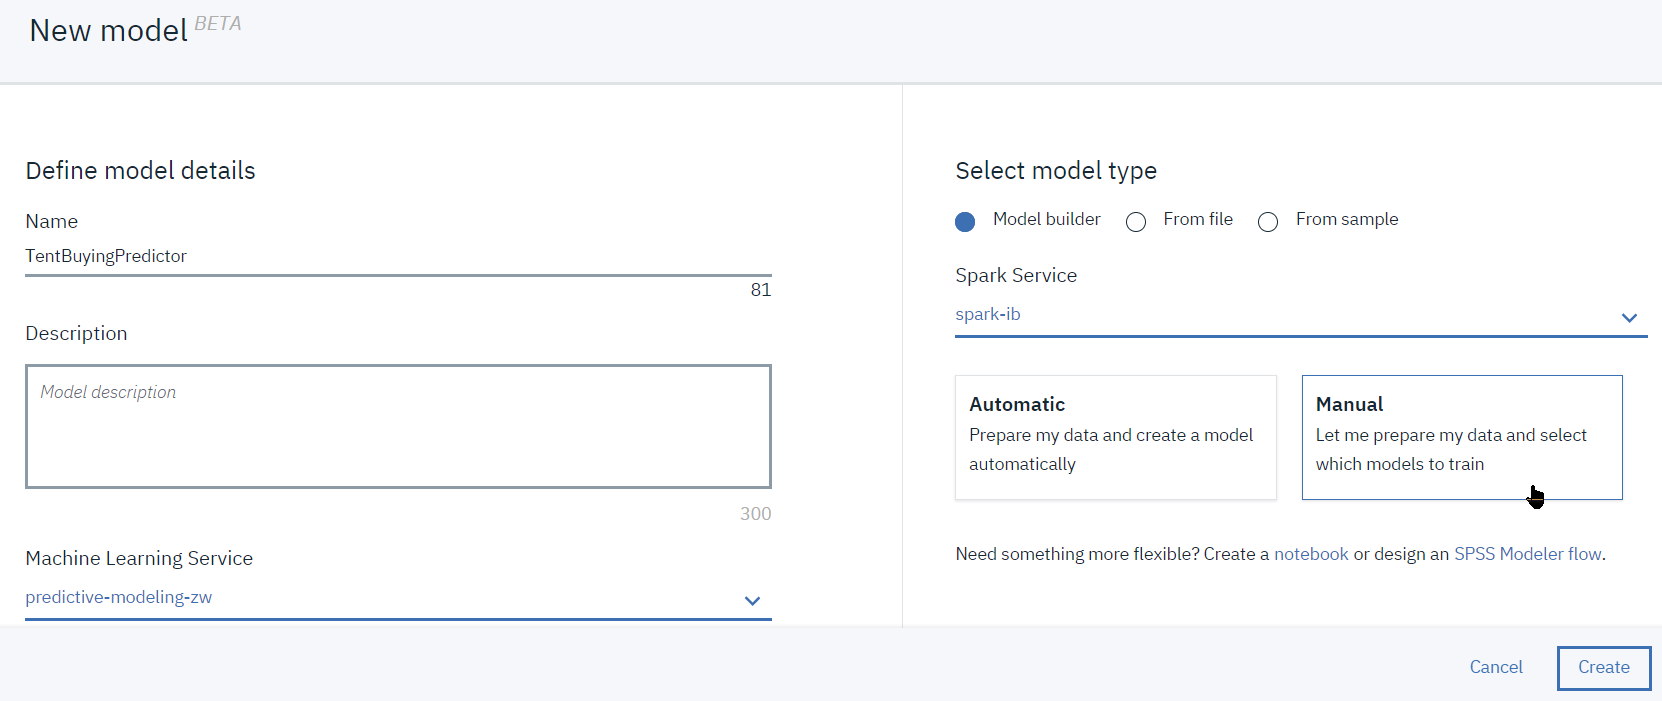 New model BETA
Define model details
Name
TentBuyingPredictor
81
Description
Model description
300
Machine Learning Service
predictive-modeling-zw
Select model type
Model builder From file From sample
Spark Service
spark-ib
Automatic
Prepare my data and create a model
automatically
Manual
Let me prepare my data and select
which models to train
Need something more flexible? Create a notebook or design an SPSS Modeler flow.
Cancel Create